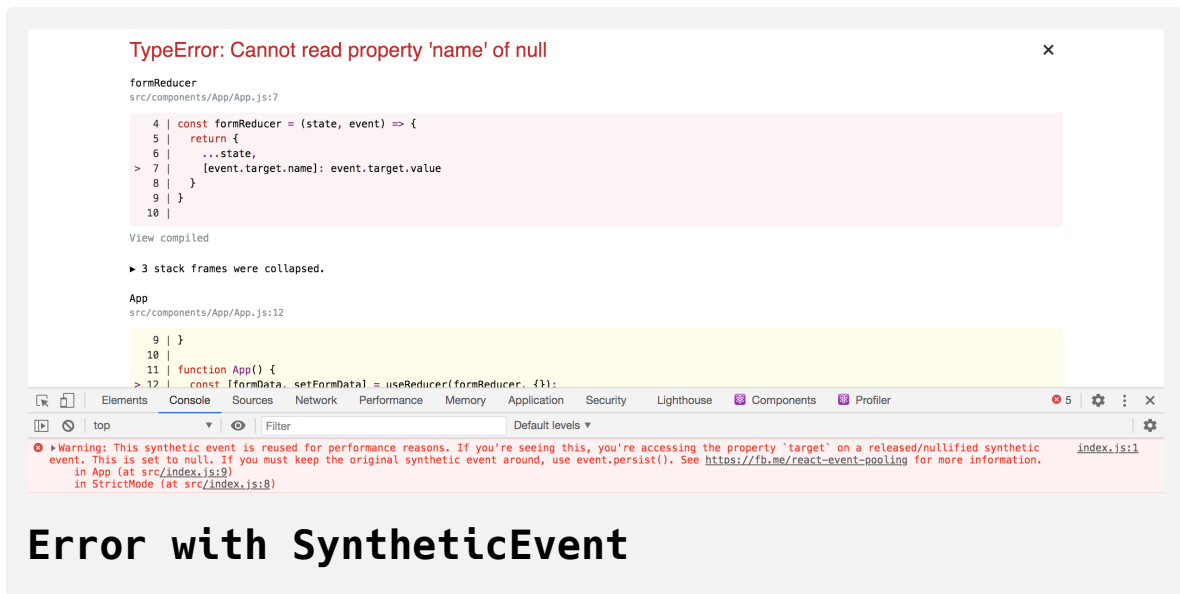 TypeError: Cannot read property 'name' of null ×
formReducer
src/components/App/App.js:7
4 | const formReducer = (state, event) => {
5 |   return {
6 |     ...state,
> 7 |     [event.target.name]: event.target.value
8 |   }
9 | }
10 |
View compiled
▶ 3 stack frames were collapsed.
App
src/components/App/App.js:12
9 | }
10 |
11 | function App() {
> 12 |   const [formData, setFormData] = useReducer(formReducer, {});
Elements Console Sources Network Performance Memory Application Security Lighthouse Components Profiler 5
top ▼ Filter Default levels ▼
▶Warning: This synthetic event is reused for performance reasons. If you're seeing this, you're accessing the property `target` on a released/nullified synthetic index.js:1
event. This is set to null. If you must keep the original synthetic event around, use event.persist(). See https://fb.me/react-event-pooling for more information.
in App (at src/index.js:9)
in StrictMode (at src/index.js:8)
Error with SyntheticEvent